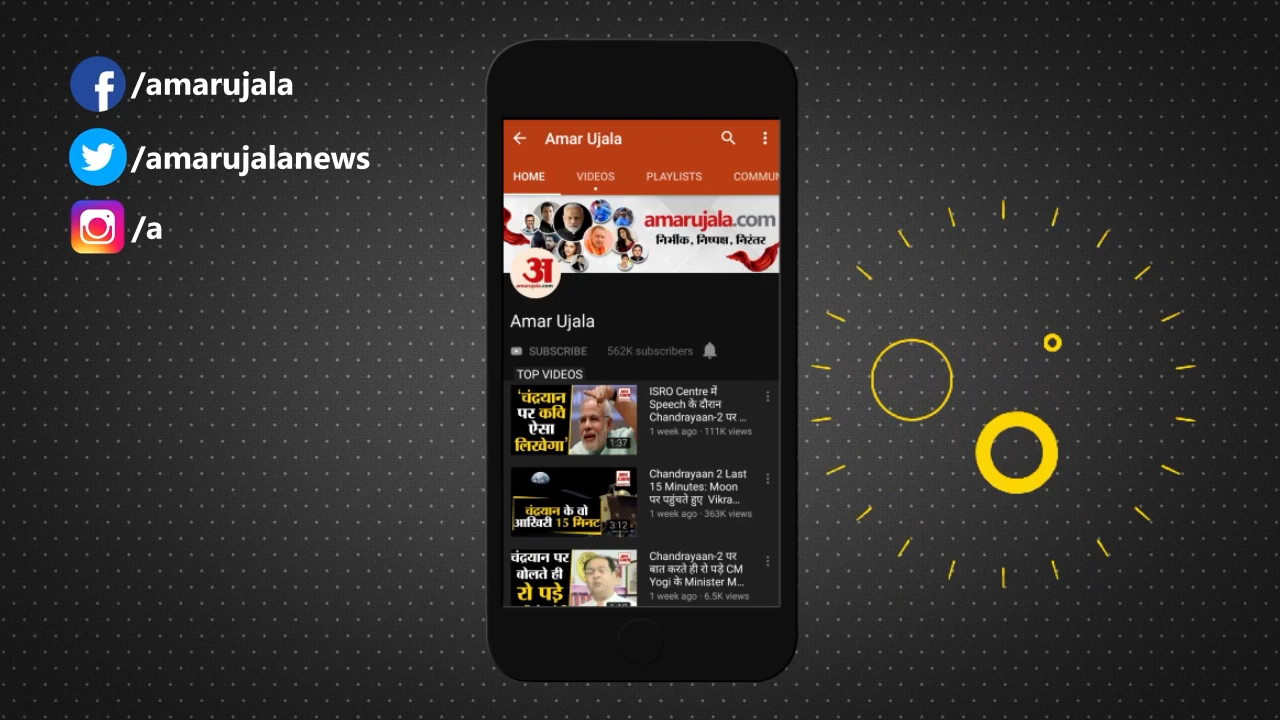 /amarujala
/amarujalanews
/a
Amar Ujala
HOME VIDEOS PLAYLISTS COMMUN
amarujala.com
निर्भीक, निष्पक्ष, निरंतर
अ
amarujala.com
Amar Ujala
SUBSCRIBE 562K subscribers
TOP VIDEOS
'चंद्रयान
पर कवि
ऐसा
लिखेगा'
1:37
ISRO Centre में
Speech के दौरान
Chandrayaan-2 पर ...
1 week ago · 111K views
चंद्रयान के वो
आखिरी 15 मिनट
3:12
Chandrayaan 2 Last
15 Minutes: Moon
पर पहुंचते हुए Vikra...
1 week ago · 363K views
चंद्रयान पर
बोलते ही
रो पड़े
Chandrayaan-2 पर
बात करते ही रो पड़े CM
Yogi के Minister M...
1 week ago · 6.5K views